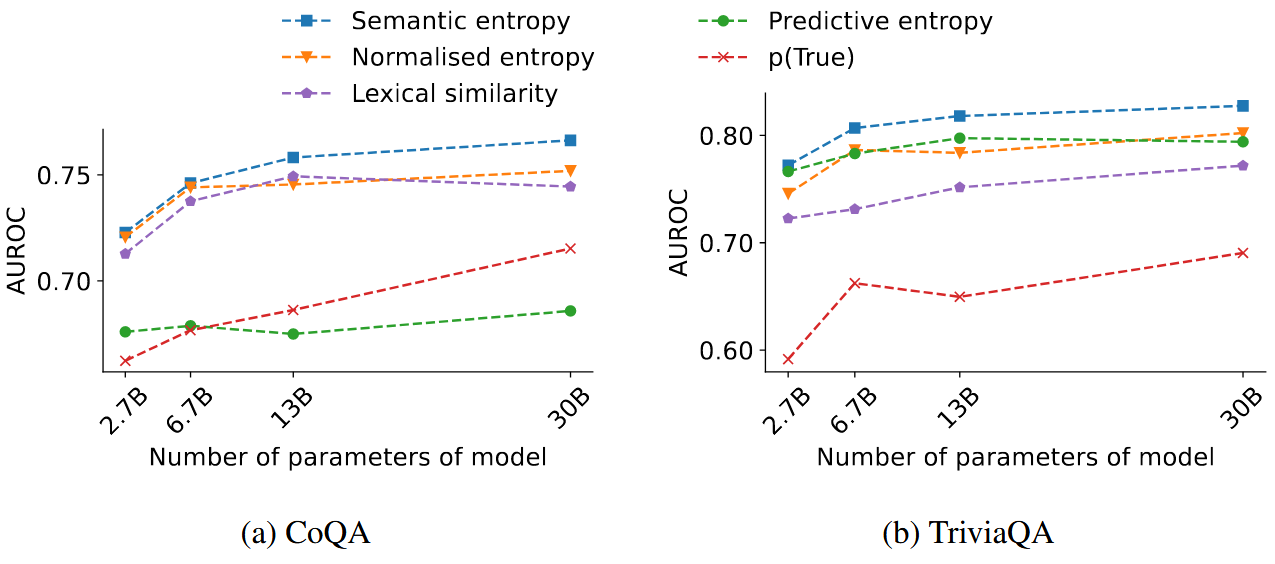 Semantic entropy
Normalised entropy
Lexical similarity
Predictive entropy
p(True)
AUROC
0.75
0.70
2.7B
6.7B
13B
30B
Number of parameters of model
(a) CoQA
AUROC
0.80
0.70
0.60
2.7B
6.7B
13B
30B
Number of parameters of model
(b) TriviaQA